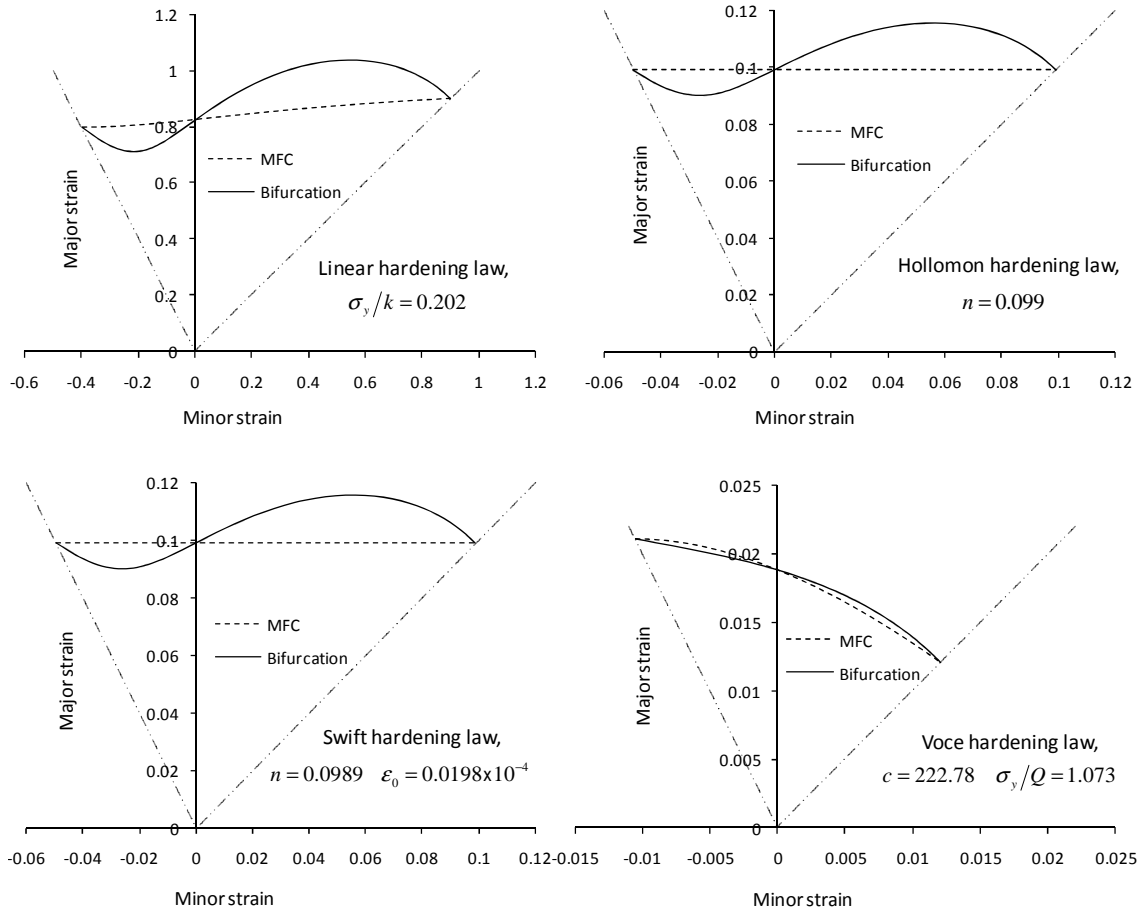 1.2
1
0.8
0.6
0.4
0.2
0
-0.6 -0.4 -0.2 0 0.2 0.4 0.6 0.8 1 1.2
Major strain
Minor strain
MFC
Bifurcation
Linear hardening law,
σy/k = 0.202
0.12
0.1
0.08
0.06
0.04
0.02
0
-0.06 -0.04 -0.02 0 0.02 0.04 0.06 0.08 0.1 0.12
Major strain
Minor strain
MFC
Bifurcation
Hollomon hardening law,
n = 0.099
0.12
0.1
0.08
0.06
0.04
0.02
0
-0.06 -0.04 -0.02 0 0.02 0.04 0.06 0.08 0.1 0.12
Major strain
Minor strain
MFC
Bifurcation
Swift hardening law,
n = 0.0989 ε0 = 0.0198x10⁻⁴
0.025
0.02
0.015
0.01
0.005
0
-0.015 -0.01 -0.005 0 0.005 0.01 0.015 0.02 0.025
Major strain
Minor strain
MFC
Bifurcation
Voce hardening law,
c = 222.78 σy/Q = 1.073